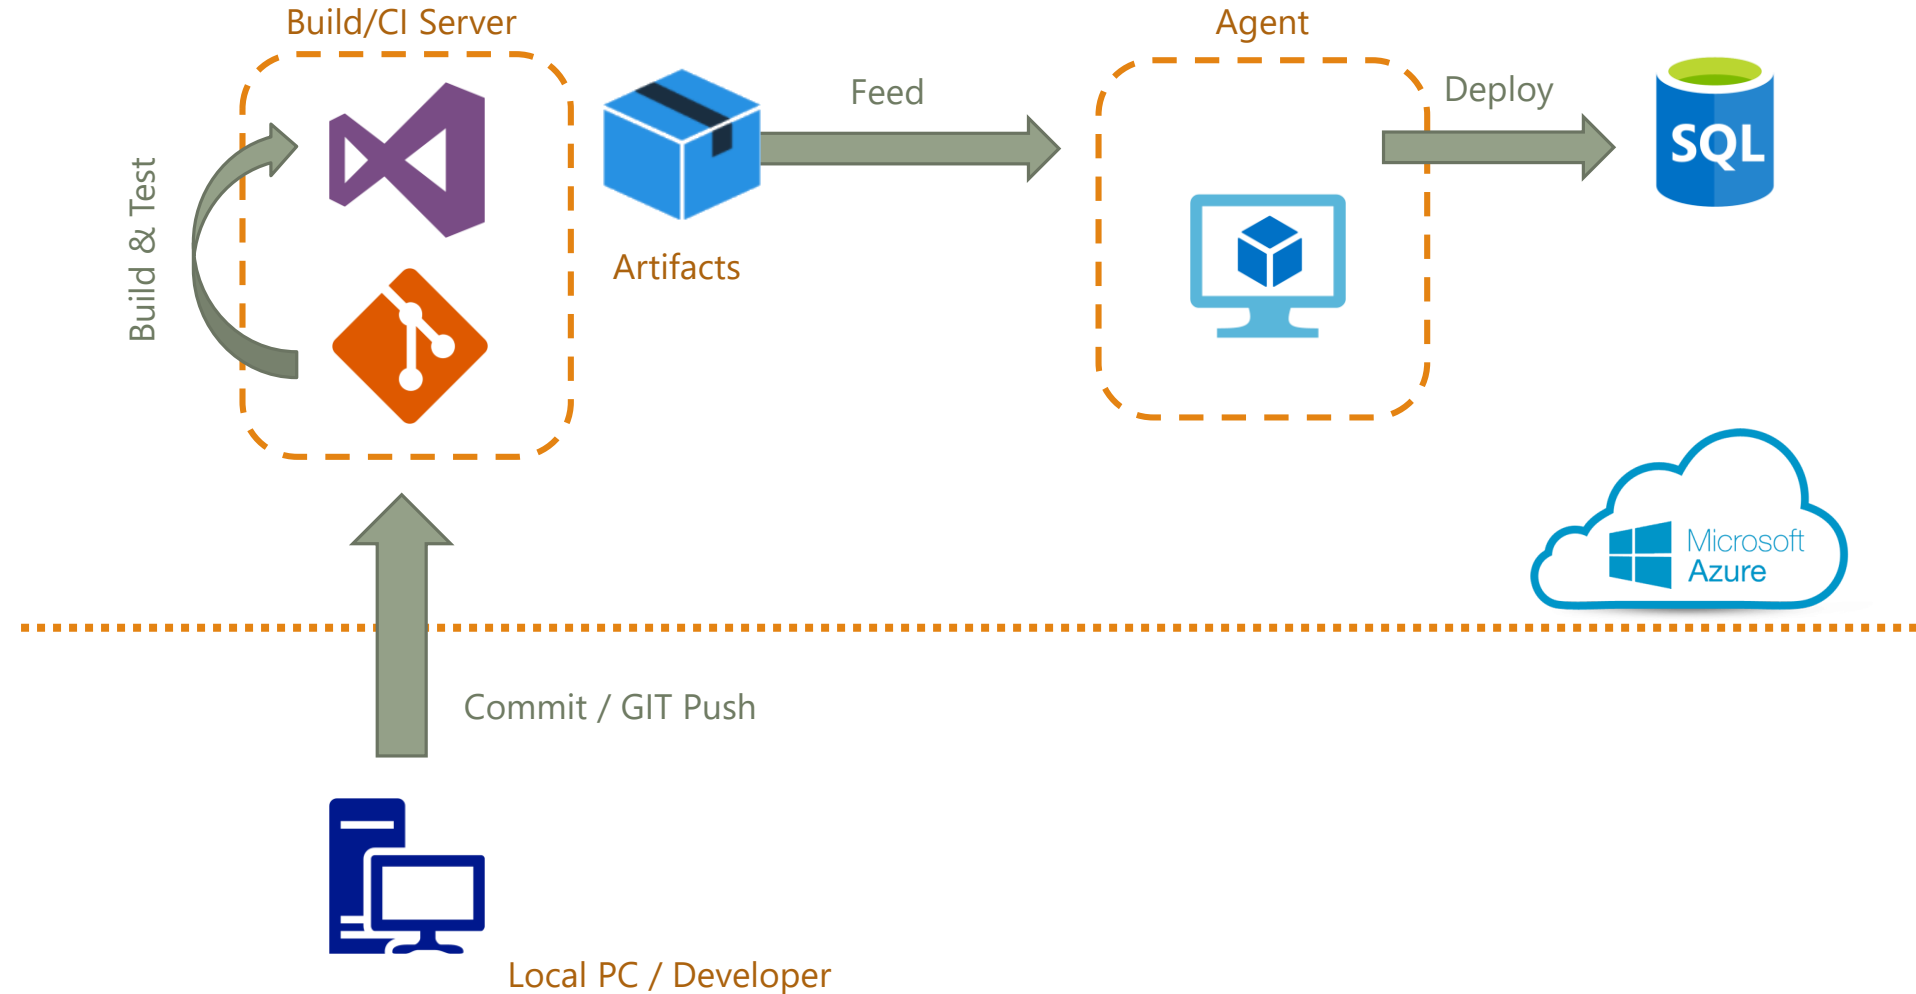 Build/CI Server
Agent
Feed
Deploy
SQL
Build & Test
Artifacts
Microsoft
Azure
Commit / GIT Push
Local PC / Developer